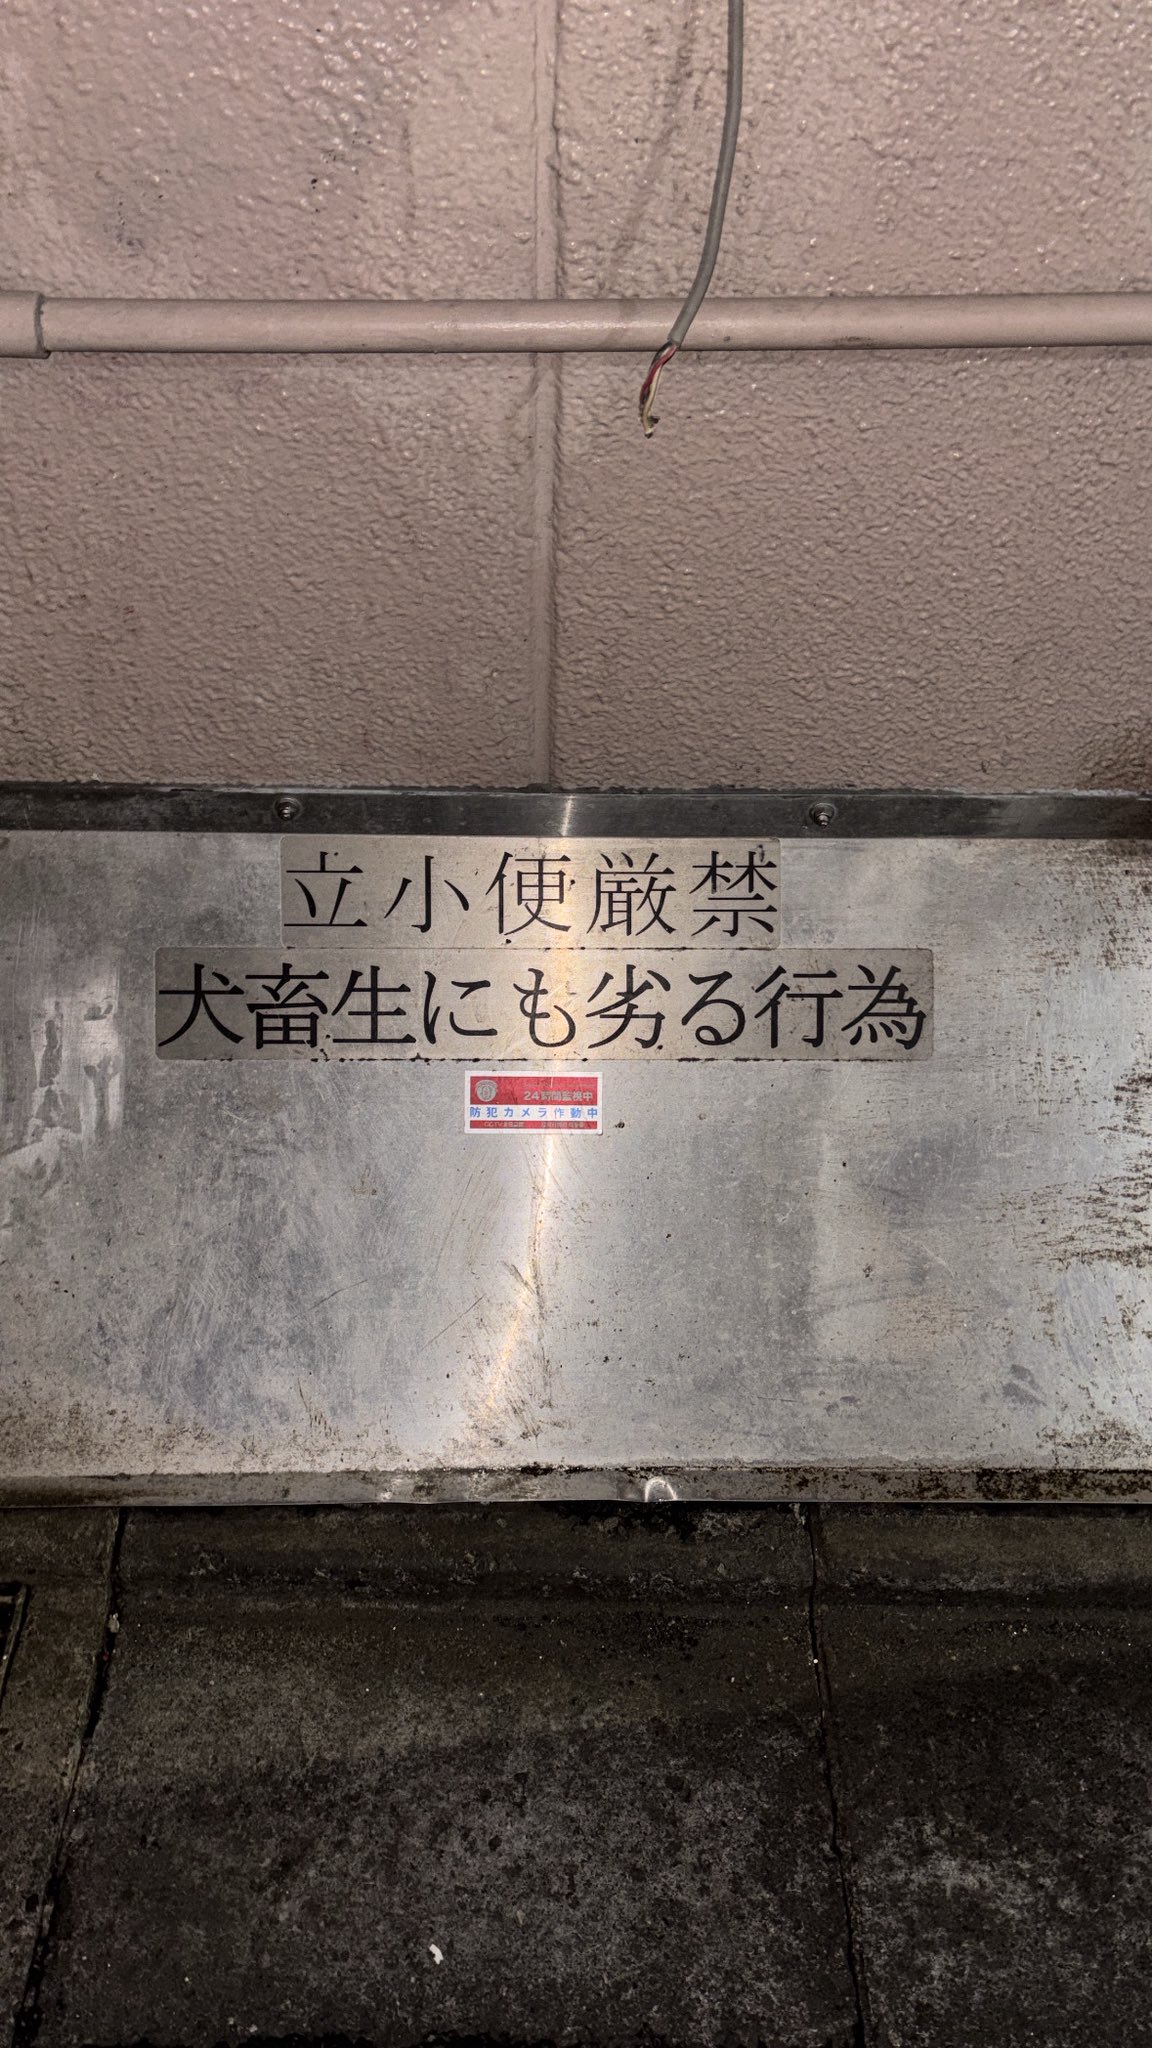 立小便厳禁
犬畜生にも劣る行為
24時間監視中
防犯カメラ作動中